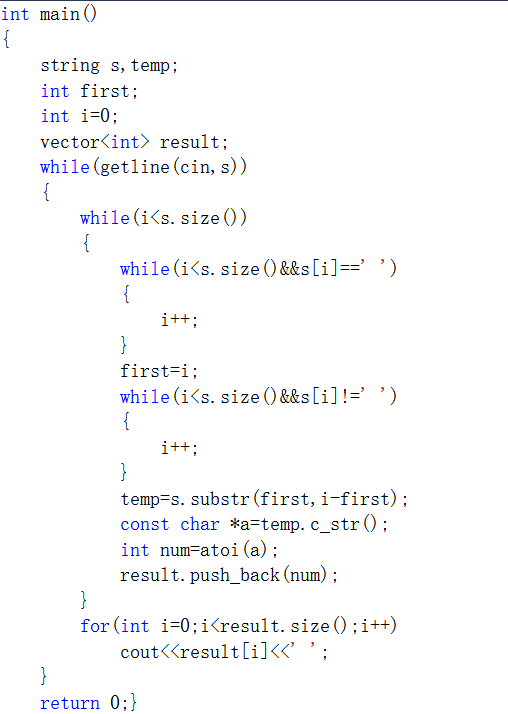 int main()
{
    string s,temp;
    int first;
    int i=0;
    vector<int> result;
    while(getline(cin,s))
    {
        while(i<s.size())
        {
            while(i<s.size()&&s[i]==' ')
            {
                i++;
            }
            first=i;
            while(i<s.size()&&s[i]!=' ')
            {
                i++;
            }
            temp=s.substr(first,i-first);
            const char *a=temp.c_str();
            int num=atoi(a);
            result.push_back(num);
        }
        for(int i=0;i<result.size();i++)
            cout<<result[i]<<' ';
    }
    return 0;}